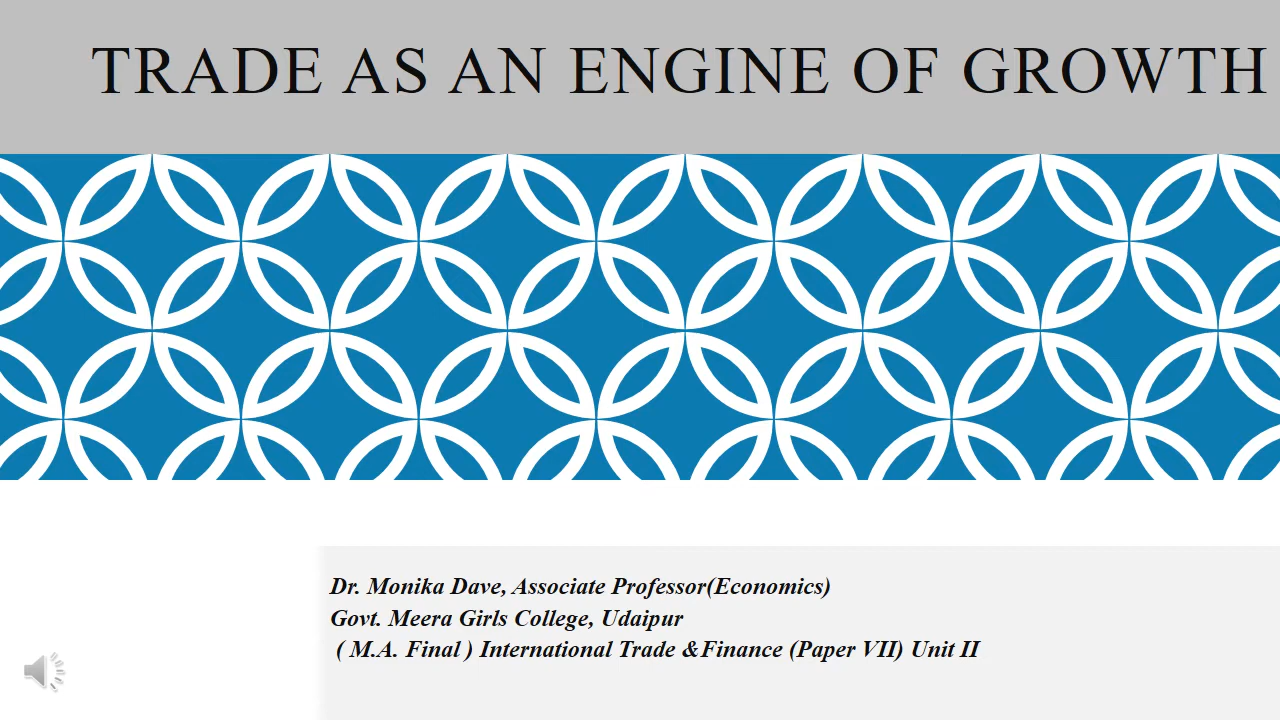 TRADE AS AN ENGINE OF GROWTH
Dr. Monika Dave, Associate Professor(Economics)
Govt. Meera Girls College, Udaipur
( M.A. Final ) International Trade &Finance (Paper VII) Unit II